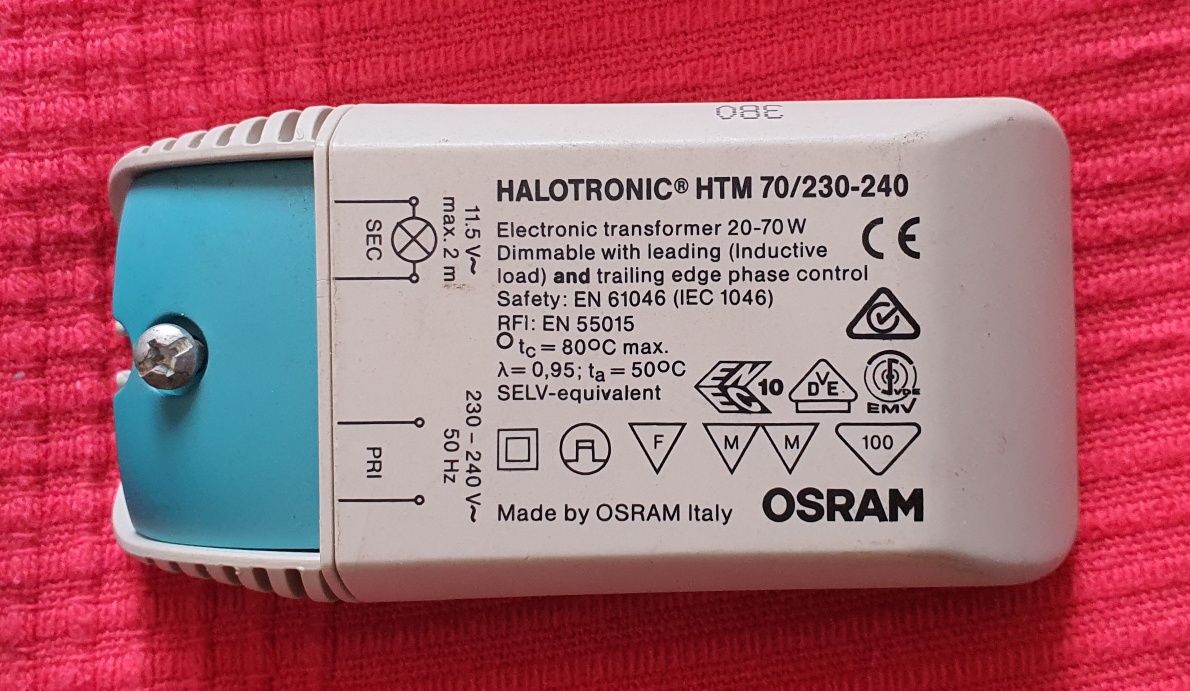 380
HALOTRONIC® HTM 70/230-240
Electronic transformer 20-70 W
Dimmable with leading (Inductive
load) and trailing edge phase control
Safety: EN 61046 (IEC 1046)
RFI: EN 55015
tc = 80°C max.
λ = 0,95; ta = 50°C
SELV-equivalent
CE
ENEC 10
DVE
VDE
EMV
F
M
M
100
Made by OSRAM Italy
OSRAM
SEC
11.5 V~
max. 2 m
PRI
230 – 240 V~
50 Hz